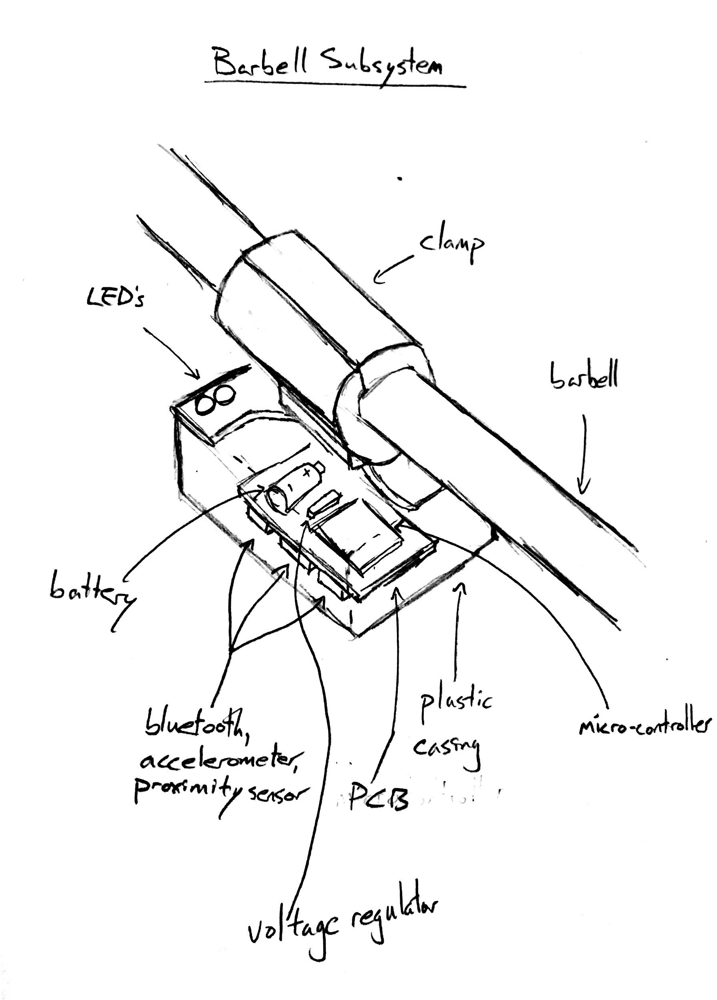 Barbell Subsystem
clamp
LED's
barbell
battery
bluetooth,
accelerometer,
proximity sensor
plastic
casing
micro-controller
PCB
voltage regulator
+